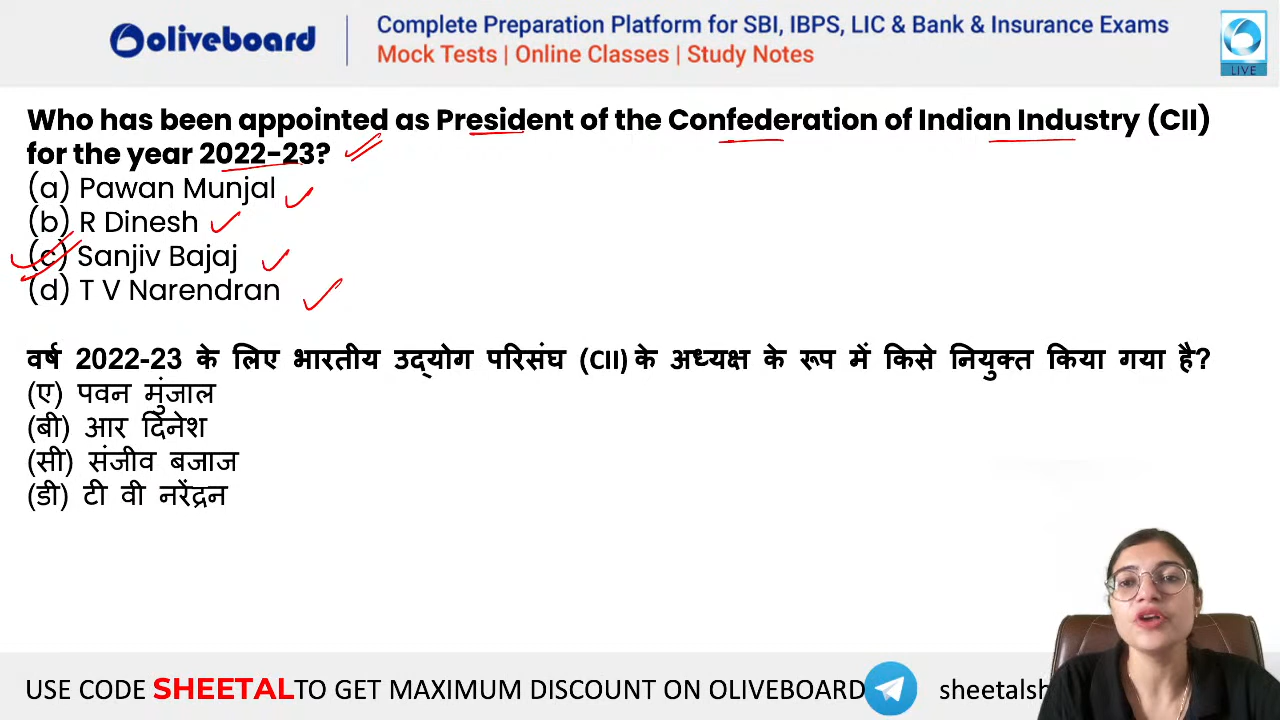 oliveboard
Complete Preparation Platform for SBI, IBPS, LIC & Bank & Insurance Exams
Mock Tests | Online Classes | Study Notes
LIVE
Who has been appointed as President of the Confederation of Indian Industry (CII)
for the year 2022-23?
(a) Pawan Munjal
(b) R Dinesh
(c) Sanjiv Bajaj
(d) T V Narendran
वर्ष 2022-23 के लिए भारतीय उद्योग परिसंघ (CII) के अध्यक्ष के रूप में किसे नियुक्त किया गया है?
(ए) पवन मुंजाल
(बी) आर दिनेश
(सी) संजीव बजाज
(डी) टी वी नरेंद्रन
USE CODE SHEETAL TO GET MAXIMUM DISCOUNT ON OLIVEBOARD